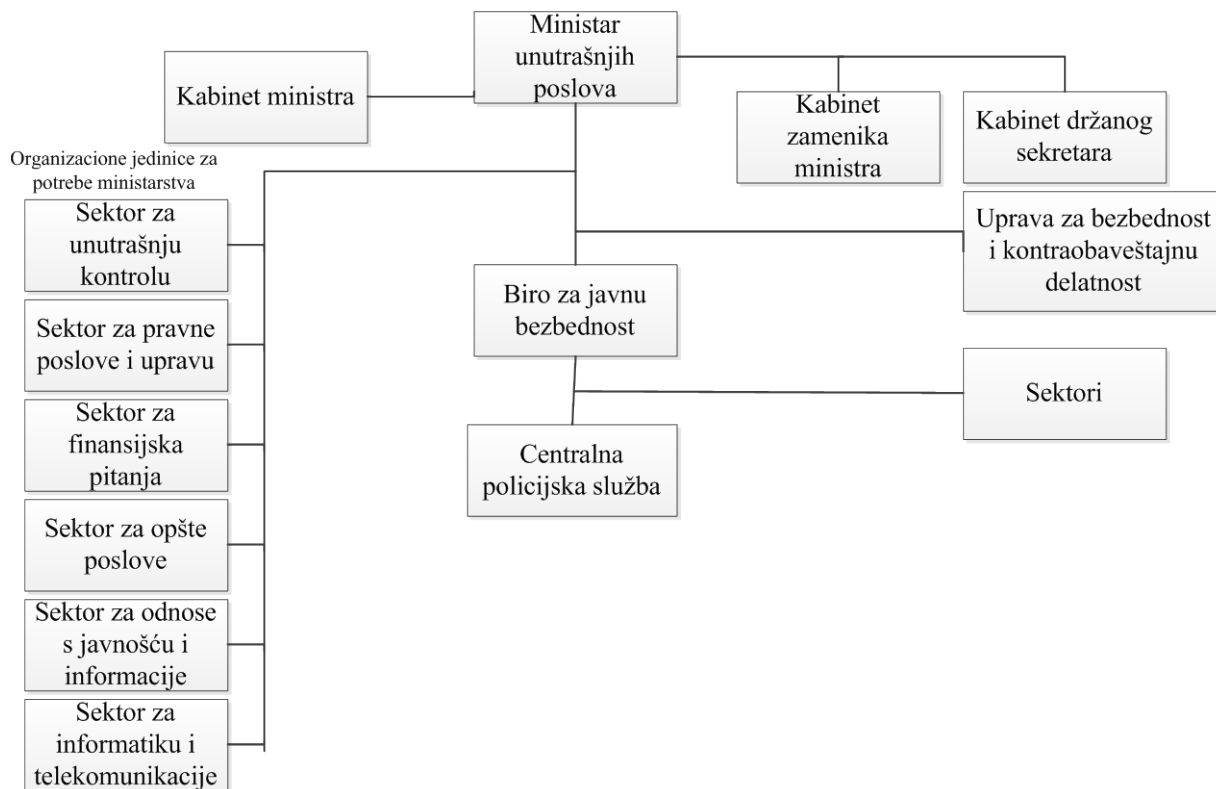 Ministar
unutrašnjih
poslova
Kabinet ministra
Kabinet
zamenika
ministra
Kabinet držanog
sekretara
Organizacione jedinice za
potrebe ministarstva
Sektor za
unutrašnju
kontrolu
Uprava za bezbednost
i kontraobaveštajnu
delatnost
Biro za javnu
bezbednost
Sektor za pravne
poslove i upravu
Sektori
Sektor za
finansijska
pitanja
Centralna
policijska služba
Sektor za opšte
poslove
Sektor za odnose
s javnošću i
informacije
Sektor za
informatiku i
telekomunikacije